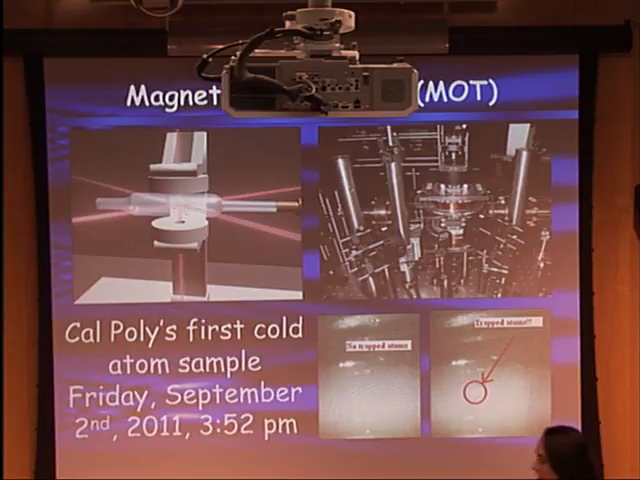 Magnet (MOT)
Cal Poly's first cold
atom sample
Friday, September
2nd, 2011, 3:52 pm
No trapped atoms
Trapped atoms!!